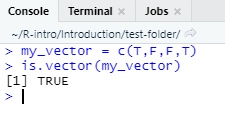 Console Terminal × Jobs ×
~/R-intro/Introduction/test-folder/
> my_vector = c(T,F,F,T)
> is.vector(my_vector)
[1] TRUE
>